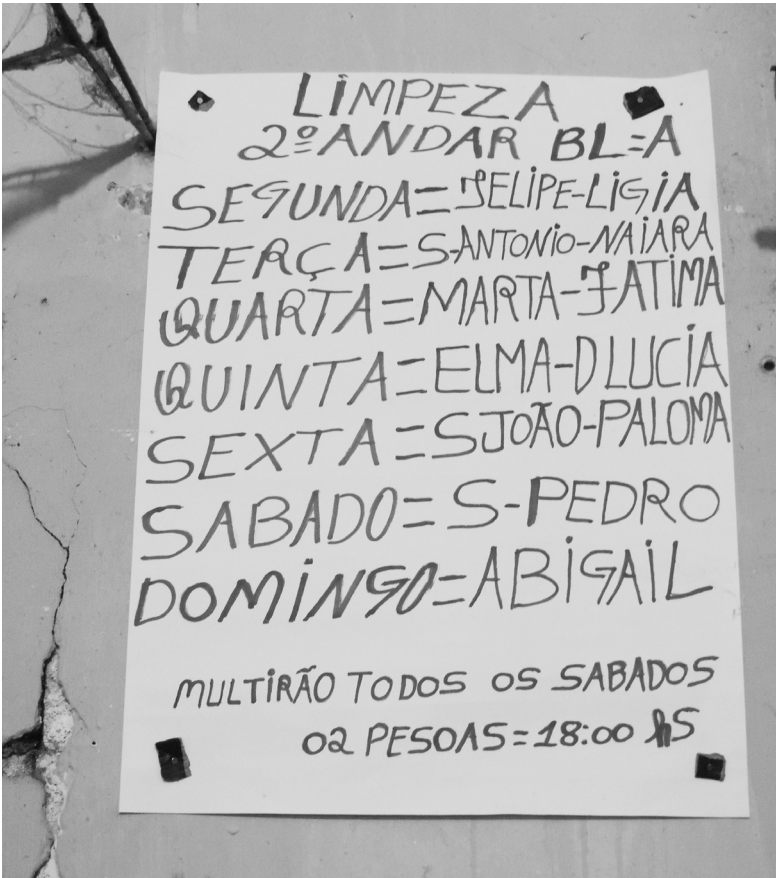 LIMPEZA
2º ANDAR BL=A
SEGUNDA=FELIPE-LIGIA
TERÇA=S-ANTONIO-NAIARA
QUARTA=MARTA-FATIMA
QUINTA=ELMA-D LUCIA
SEXTA=S JOÃO-PALOMA
SABADO=S-PEDRO
DOMINGO=ABIGAIL
MULTIRÃO TODOS OS SABADOS
02 PESOAS=18:00 hS